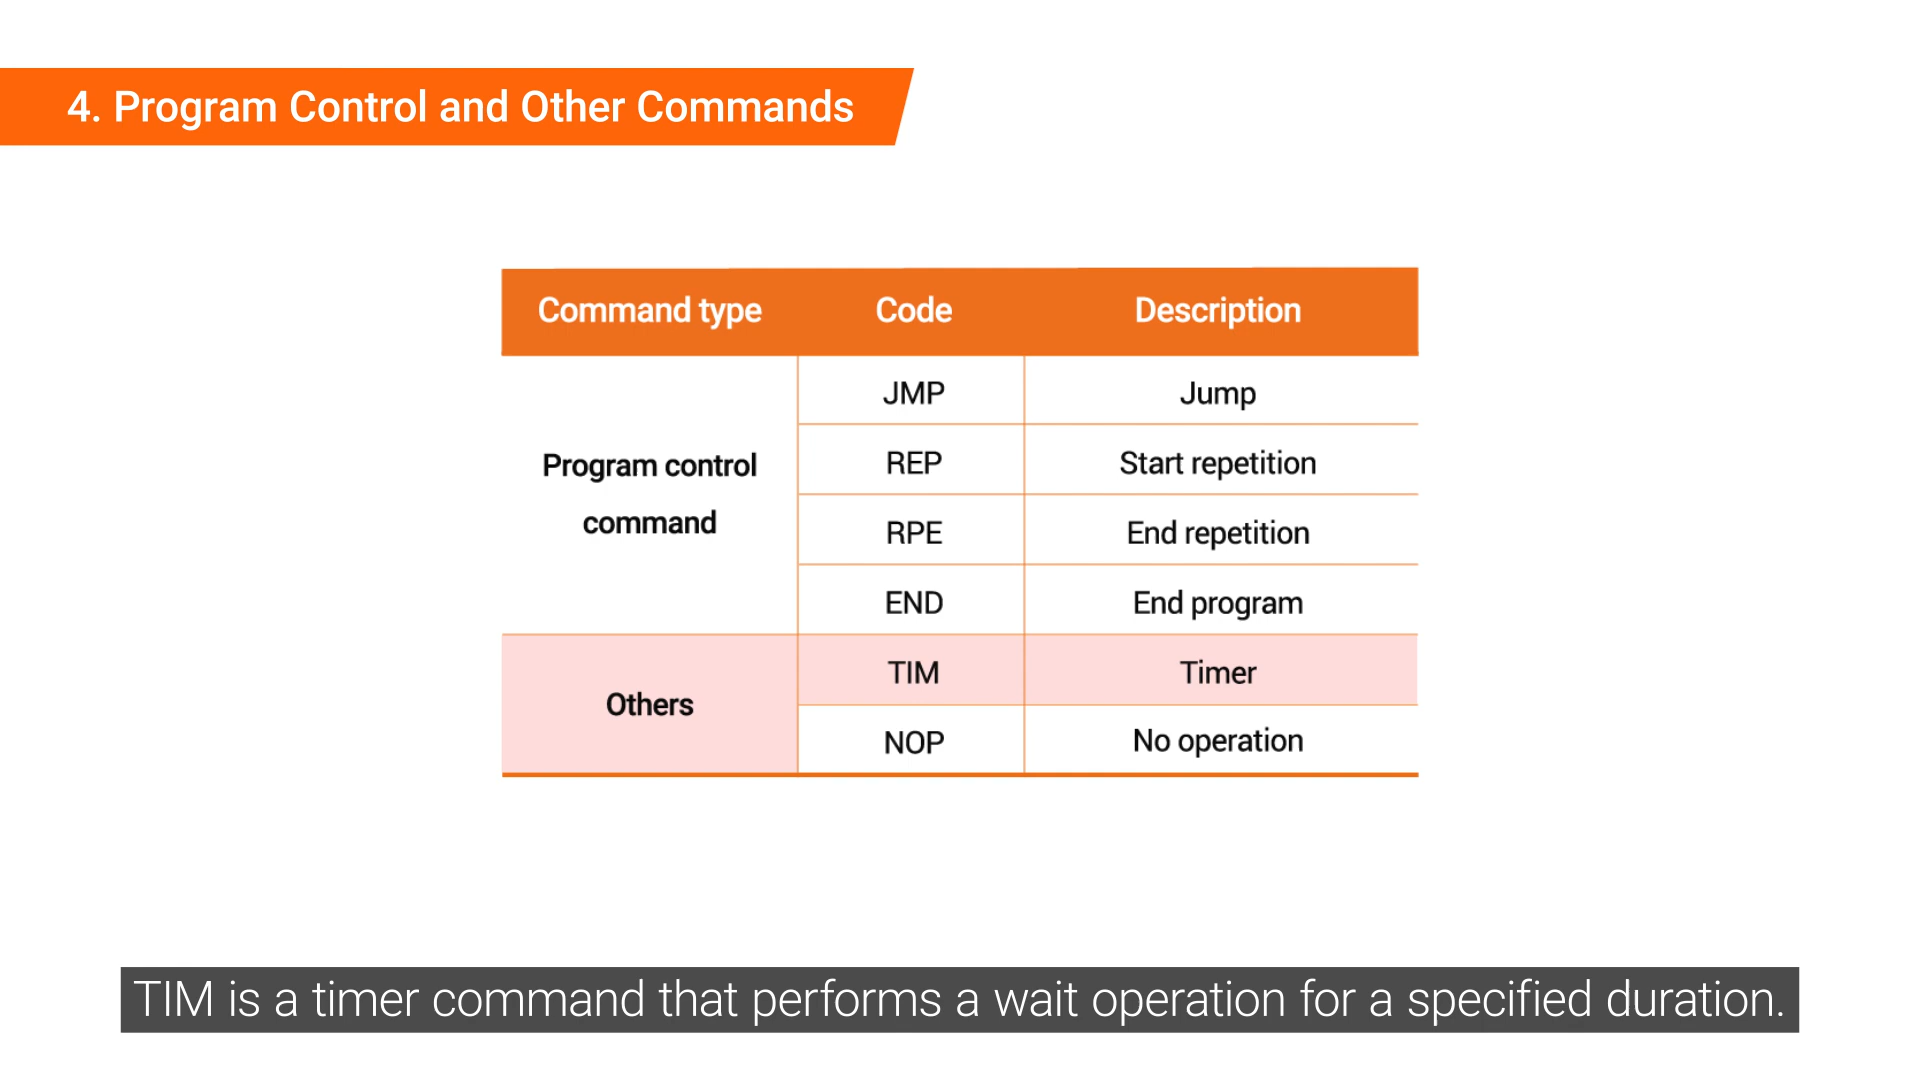 4. Program Control and Other Commands
Command type Code Description
Program control
command
JMP Jump
REP Start repetition
RPE End repetition
END End program
Others
TIM Timer
NOP No operation
TIM is a timer command that performs a wait operation for a specified duration.